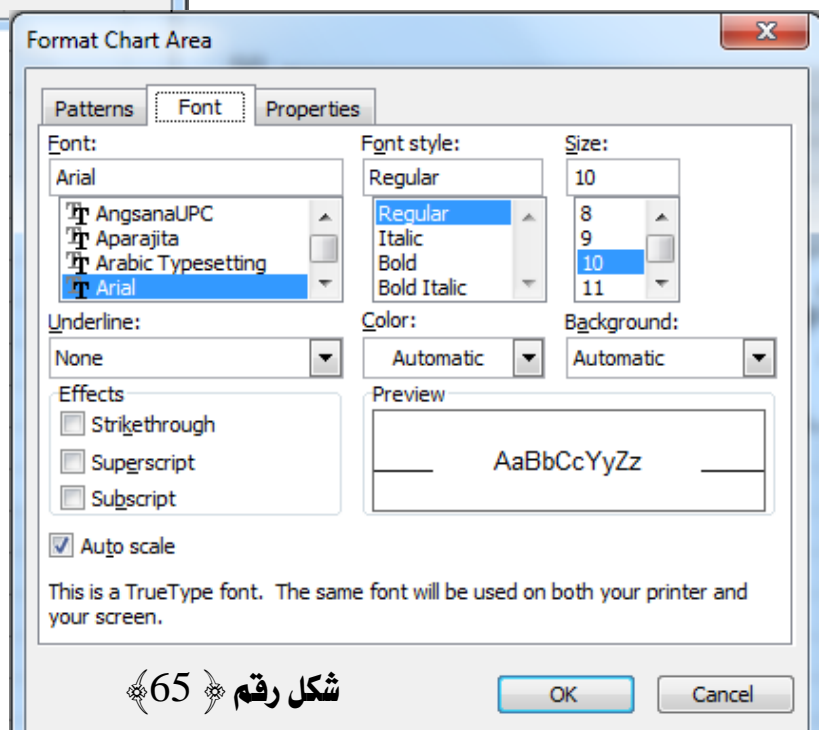 Format Chart Area
Patterns Font Properties
Font: Font style: Size:
Arial Regular 10
AngsanaUPC Regular 8
Aparajita Italic 9
Arabic Typesetting Bold 10
Arial Bold Italic 11
Underline: Color: Background:
None Automatic Automatic
Effects Preview
Strikethrough
Superscript AaBbCcYyZz
Subscript
Auto scale
This is a TrueType font. The same font will be used on both your printer and
your screen.
شكل رقم ﴿ 65﴾ OK Cancel